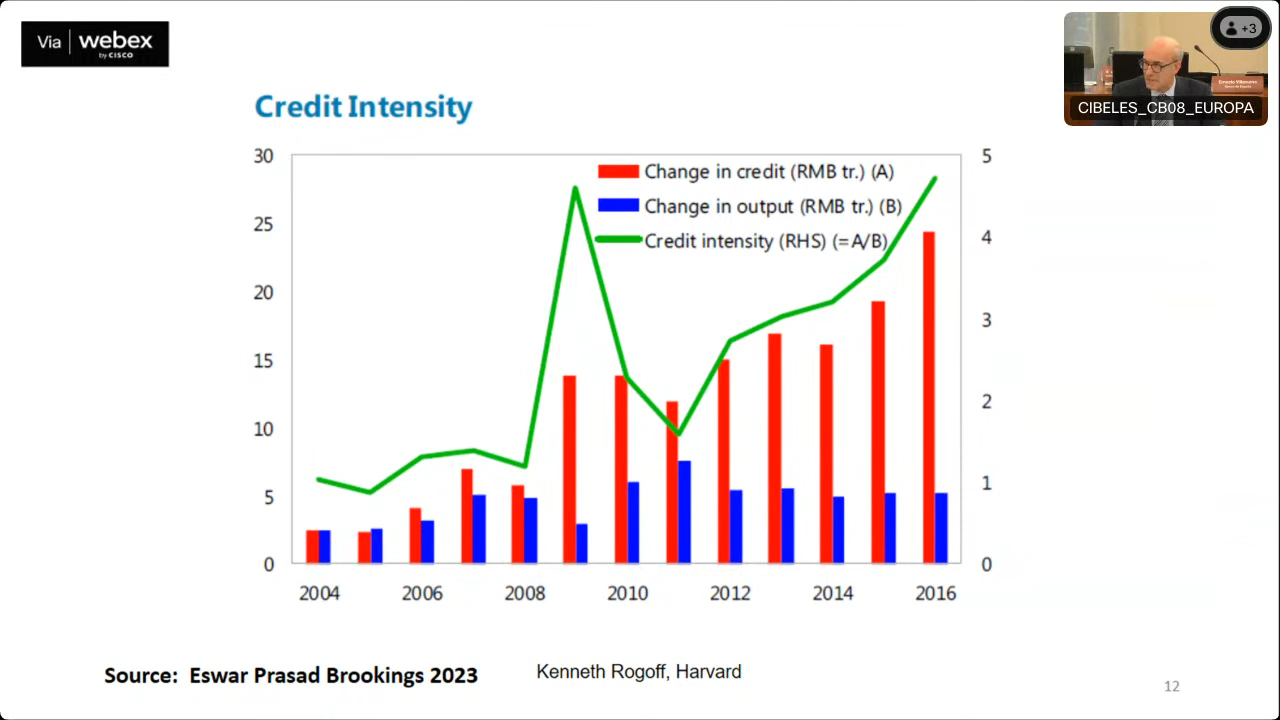 Via webex
by CISCO
+3
Ernesto Villanueva
CIBELES_CB08_EUROPA
Credit Intensity
30
25
20
15
10
5
0
Change in credit (RMB tr.) (A)
Change in output (RMB tr.) (B)
Credit intensity (RHS) (=A/B)
5
4
3
2
1
0
2004 2006 2008 2010 2012 2014 2016
Source: Eswar Prasad Brookings 2023
Kenneth Rogoff, Harvard
12